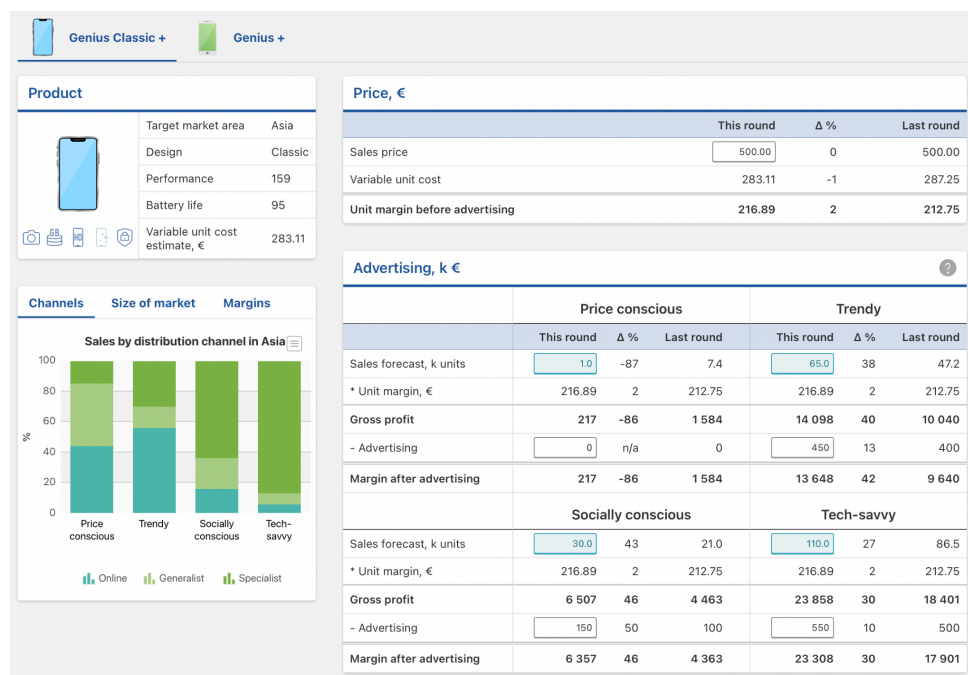 Genius Classic +
Genius +
Product
Target market area Asia
Design Classic
Performance 159
Battery life 95
Variable unit cost
estimate, € 283.11
GB
HD
Channels Size of market Margins
Sales by distribution channel in Asia
100
80
60
40
20
0
%
Price
conscious
Trendy
Socially
conscious
Tech-
savvy
Online Generalist Specialist
Price, €
This round Δ % Last round
Sales price 500.00 0 500.00
Variable unit cost 283.11 -1 287.25
Unit margin before advertising 216.89 2 212.75
Advertising, k €
?
Price conscious Trendy
This round Δ % Last round This round Δ % Last round
Sales forecast, k units 1.0 -87 7.4 65.0 38 47.2
* Unit margin, € 216.89 2 212.75 216.89 2 212.75
Gross profit 217 -86 1 584 14 098 40 10 040
- Advertising 0 n/a 0 450 13 400
Margin after advertising 217 -86 1 584 13 648 42 9 640
Socially conscious Tech-savvy
Sales forecast, k units 30.0 43 21.0 110.0 27 86.5
* Unit margin, € 216.89 2 212.75 216.89 2 212.75
Gross profit 6 507 46 4 463 23 858 30 18 401
- Advertising 150 50 100 550 10 500
Margin after advertising 6 357 46 4 363 23 308 30 17 901